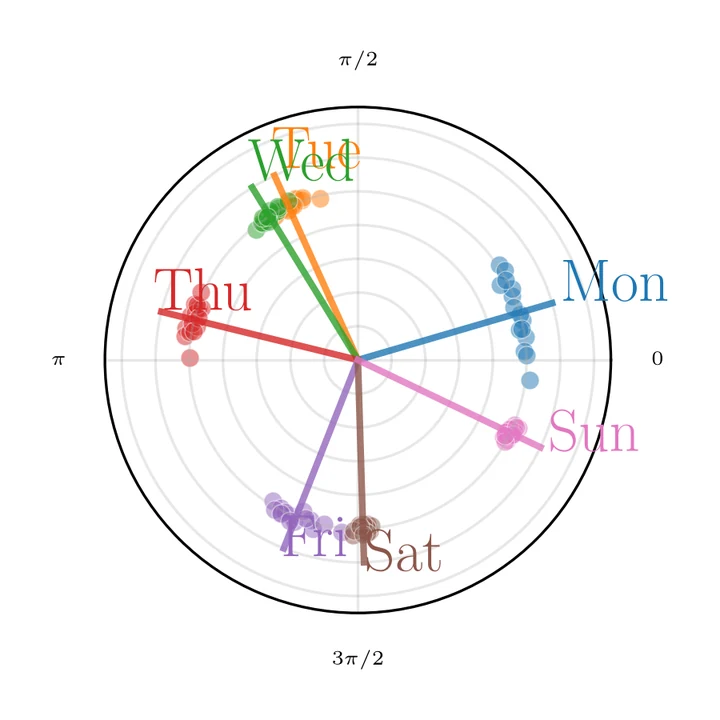 π/2
Tue
Wed
Mon
Thu
π
0
Sun
Fri
Sat
3π/2